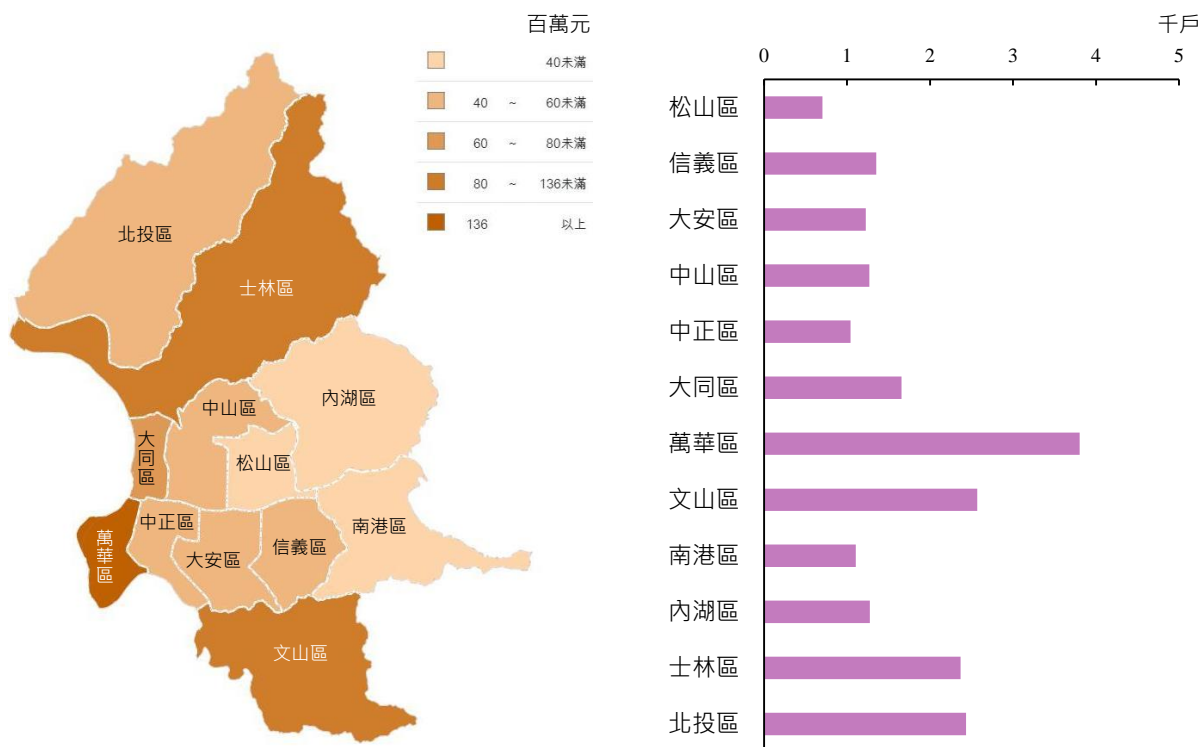 百萬元
40未滿
40 ~ 60未滿
60 ~ 80未滿
80 ~ 136未滿
136 以上
北投區
士林區
內湖區
中山區
大同區
松山區
南港區
中正區
萬華區
大安區
信義區
文山區
千戶
0 1 2 3 4 5
松山區
信義區
大安區
中山區
中正區
大同區
萬華區
文山區
南港區
內湖區
士林區
北投區